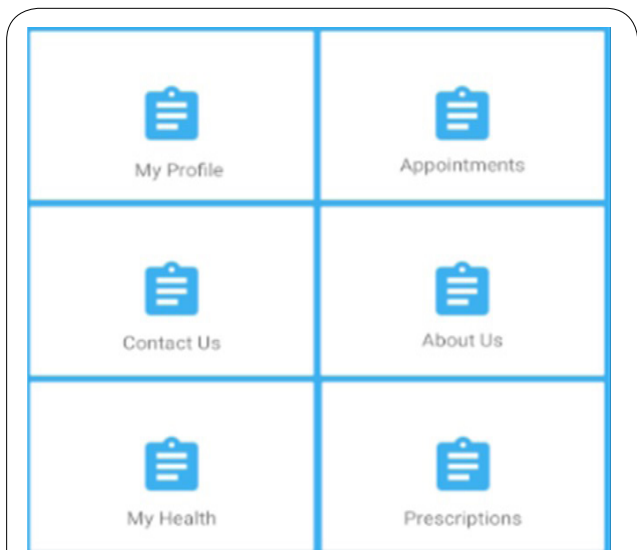 My Profile
Appointments
Contact Us
About Us
My Health
Prescriptions